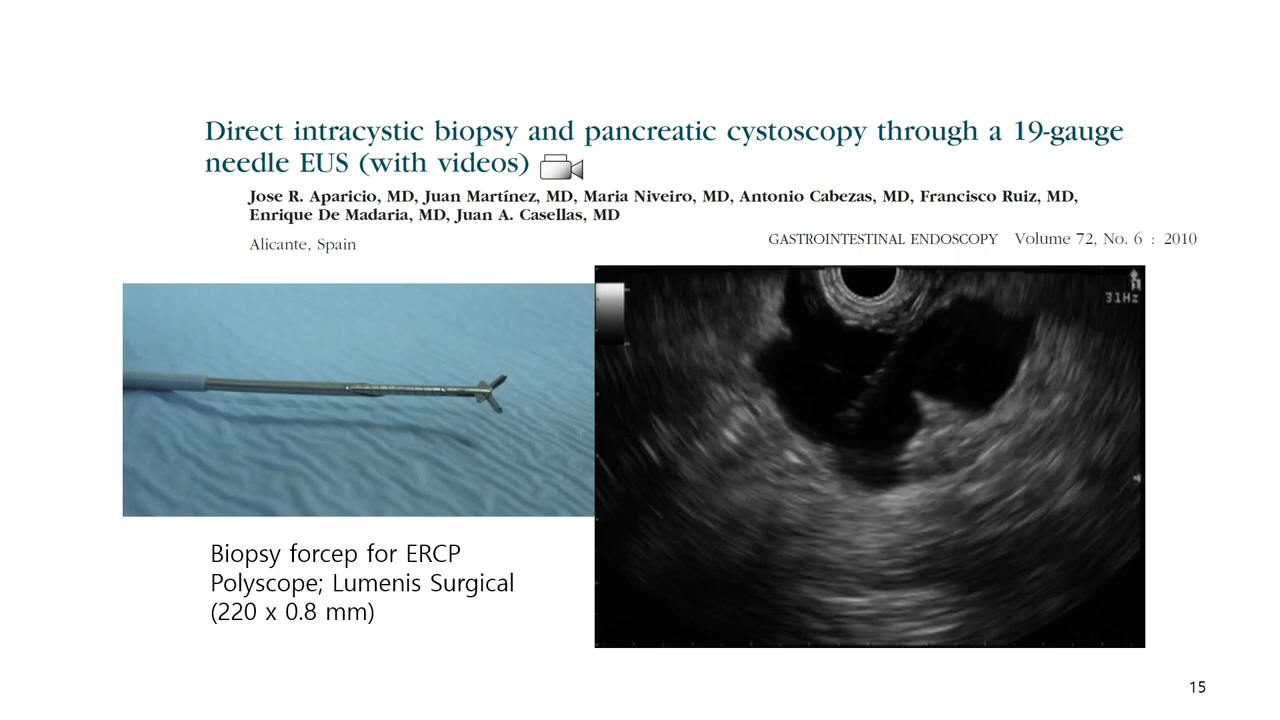 Direct intracystic biopsy and pancreatic cystoscopy through a 19-gauge
needle EUS (with videos)
Jose R. Aparicio, MD, Juan Martínez, MD, Maria Niveiro, MD, Antonio Cabezas, MD, Francisco Ruiz, MD,
Enrique De Madaria, MD, Juan A. Casellas, MD
Alicante, Spain
GASTROINTESTINAL ENDOSCOPY Volume 72, No. 6 : 2010
31Hz
Biopsy forcep for ERCP
Polyscope; Lumenis Surgical
(220 x 0.8 mm)
15